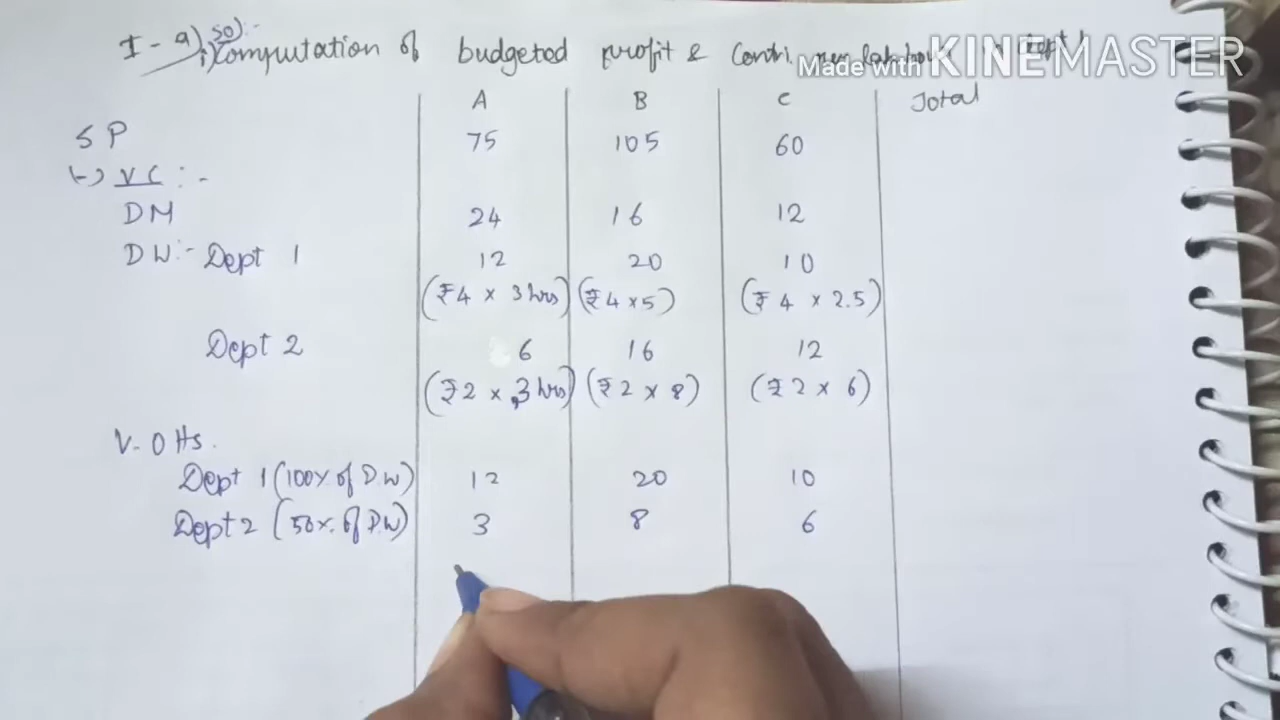 I - a) so):-
i) Computation of budgeted profit & Contri. per
Made with KINEMASTER
A B C Total
SP 75 105 60
(-) VC :-
DM 24 16 12
DW:- Dept 1 12 20 10
(₹4 x 3 hrs) (₹4 x 5) (₹4 x 2.5)
Dept 2 6 16 12
(₹2 x 3 hrs) (₹2 x 8) (₹2 x 6)
V. OHs.
Dept 1 (100% of DW) 12 20 10
Dept 2 (50%. of D.W) 3 8 6